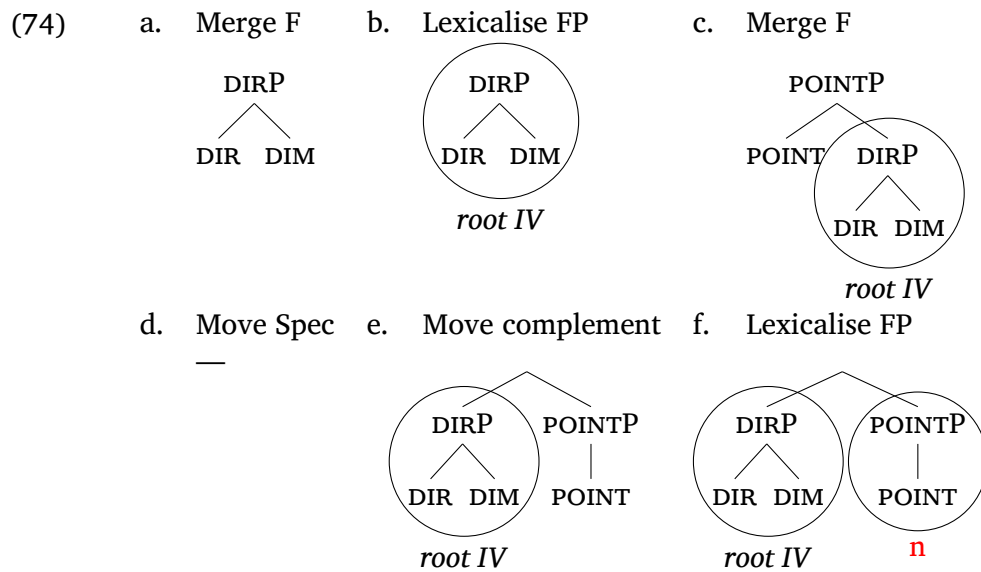 (74) a. Merge F b. Lexicalise FP c. Merge F
DIRP DIRP POINTP
DIR DIM DIR DIM POINT DIRP
root IV DIR DIM
root IV
d. Move Spec e. Move complement f. Lexicalise FP
—
DIRP POINTP DIRP POINTP
DIR DIM POINT DIR DIM POINT
root IV root IV n